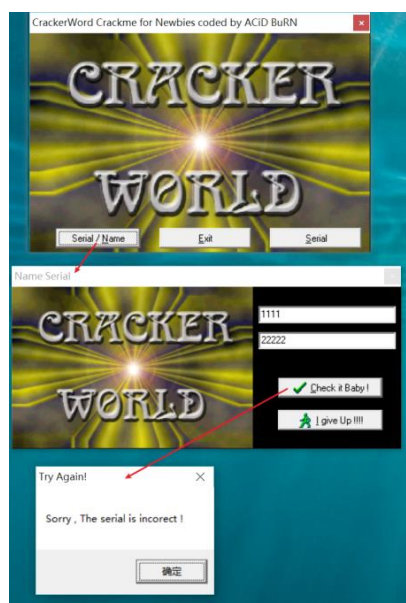 CrackerWord Crackme for Newbies coded by ACiD BuRN
CRACKER
WORLD
Serial / Name
Exit
Serial
Name Serial
CRACKER
WORLD
1111
22222
Check it Baby !
I give Up !!!!
Try Again!
Sorry , The serial is incorect !
确定